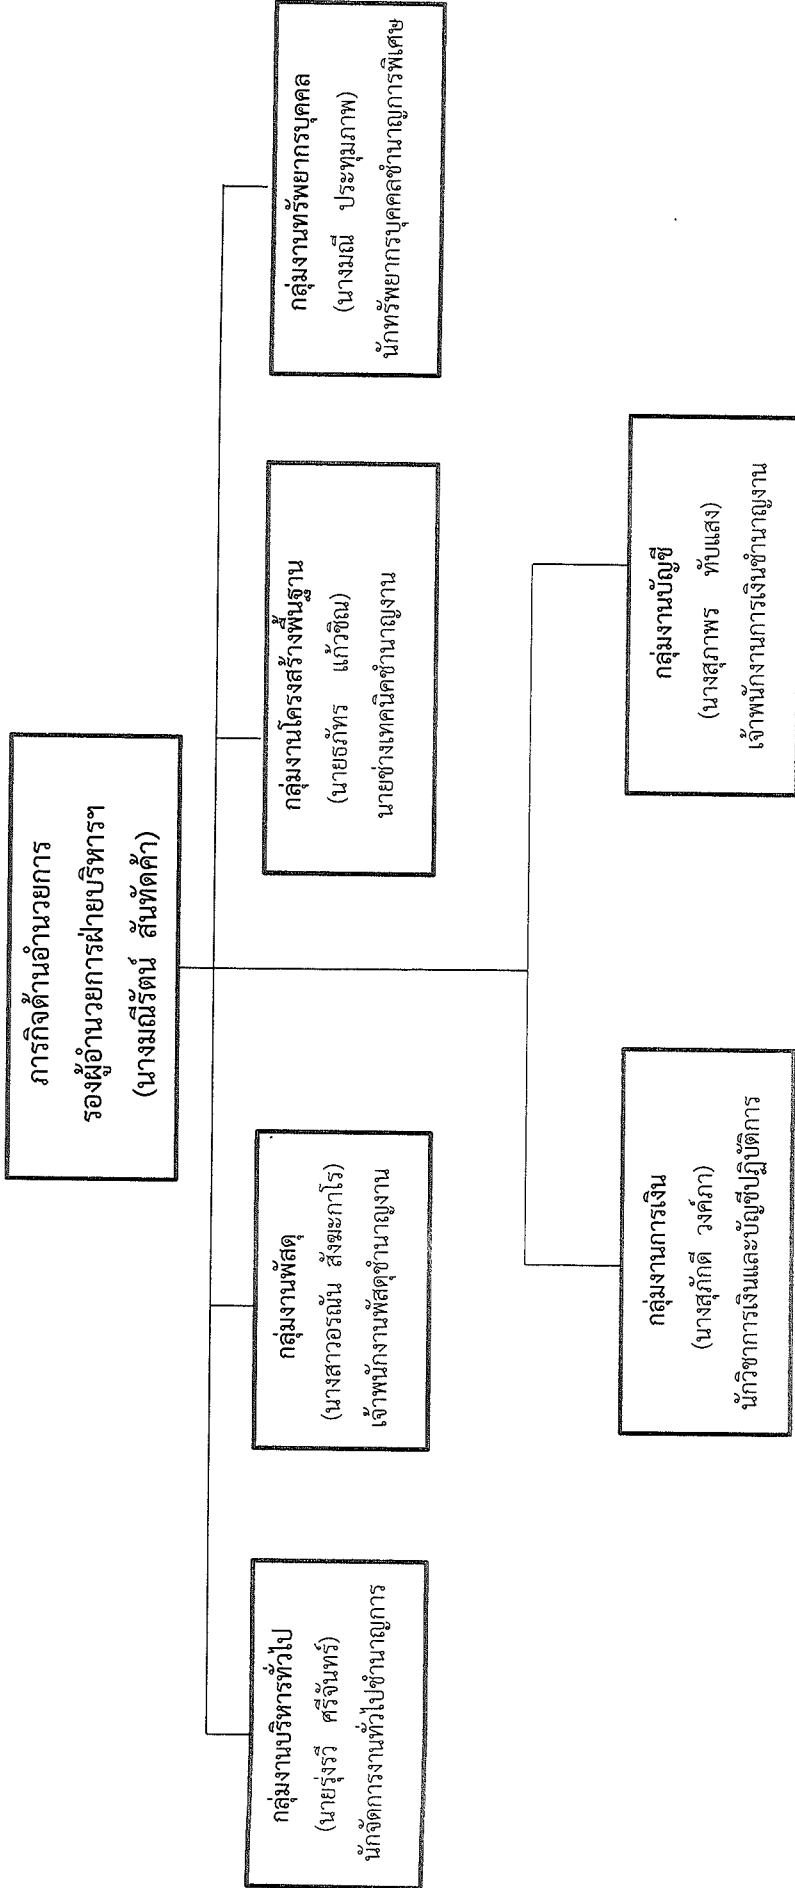 ภารกิจด้านอำนวยการ
รองผู้อำนวยการฝ่ายบริหารฯ
(นางมณีรัตน์ สันทัดค้า)
กลุ่มงานบริหารทั่วไป
(นายรุ่งรวี ศรีจันทร์)
นักจัดการงานทั่วไปชำนาญการ
กลุ่มงานพัสดุ
(นางสาวอรณัน สังฆะกาโร)
เจ้าพนักงานพัสดุชำนาญงาน
กลุ่มงานโครงสร้างพื้นฐาน
(นายธภัทร แก้วชิณ)
นายช่างเทคนิคชำนาญงาน
กลุ่มงานทรัพยากรบุคคล
(นางมณี ประทุมภาพ)
นักทรัพยากรบุคคลชำนาญการพิเศษ
กลุ่มงานการเงิน
(นางสุภักดี วงค์ภา)
นักวิชาการเงินและบัญชีปฏิบัติการ
กลุ่มงานบัญชี
(นางสุภาพร ทับแสง)
เจ้าพนักงานการเงินชำนาญงาน